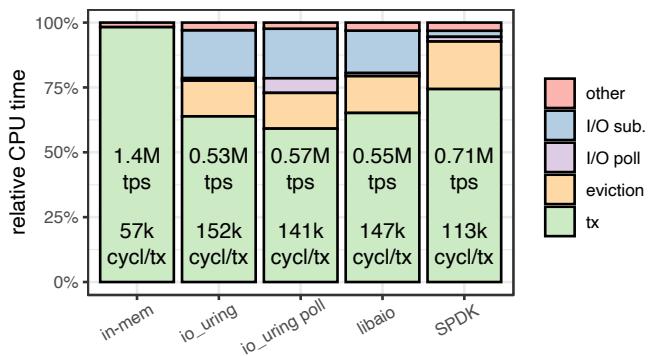 relative CPU time
100%
75%
50%
25%
0%
1.4M
tps
57k
cycl/tx
0.53M
tps
152k
cycl/tx
0.57M
tps
141k
cycl/tx
0.55M
tps
147k
cycl/tx
0.71M
tps
113k
cycl/tx
in-mem
io_uring
io_uring poll
libaio
SPDK
other
I/O sub.
I/O poll
eviction
tx